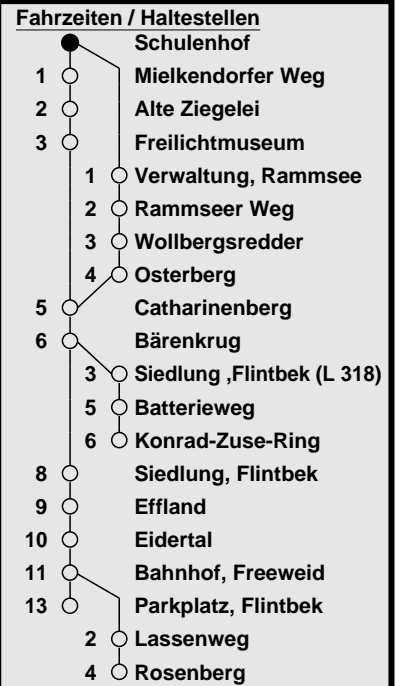 Fahrzeiten / Haltestellen
Schulenhof
1 Mielkendorfer Weg
2 Alte Ziegelei
3 Freilichtmuseum
1 Verwaltung, Rammsee
2 Rammseer Weg
3 Wollbergsredder
4 Osterberg
5 Catharinenberg
6 Bärenkrug
3 Siedlung ,Flintbek (L 318)
5 Batterieweg
6 Konrad-Zuse-Ring
8 Siedlung, Flintbek
9 Effland
10 Eidertal
11 Bahnhof, Freeweid
13 Parkplatz, Flintbek
2 Lassenweg
4 Rosenberg